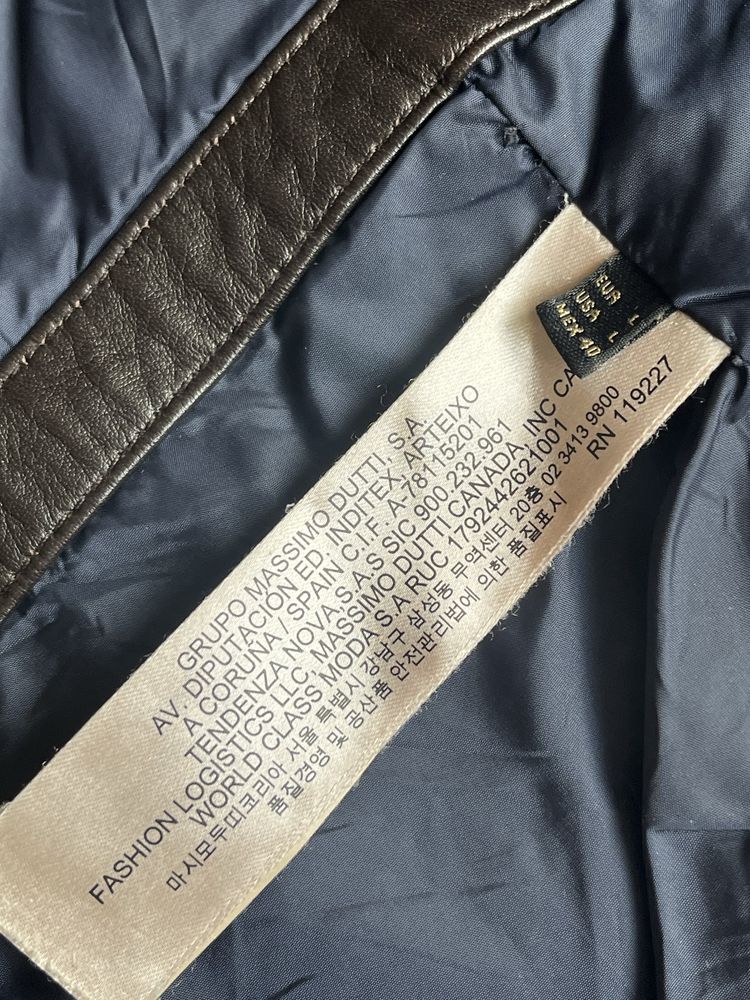 EUR L
USA L
MEX 40
GRUPO MASSIMO DUTTI, S.A.
AV. DIPUTACIÓN ED. INDITEX, ARTEIXO
A CORUNA / SPAIN C.I.F. A-78115201
TENDENZA NOVA,S.A.S SIC 900 232 961
FASHION LOGISTICS LLC, MASSIMO DUTTI CANADA, INC CA
WORLD CLASS MODA S A RUC 1792442621001
마시모두띠코리아 서울 특별시 강남구 삼성동 무역센터 20층 02 3413 9800
품질경영 및 공산품 안전관리법에 의한 품질표시
RN 119227